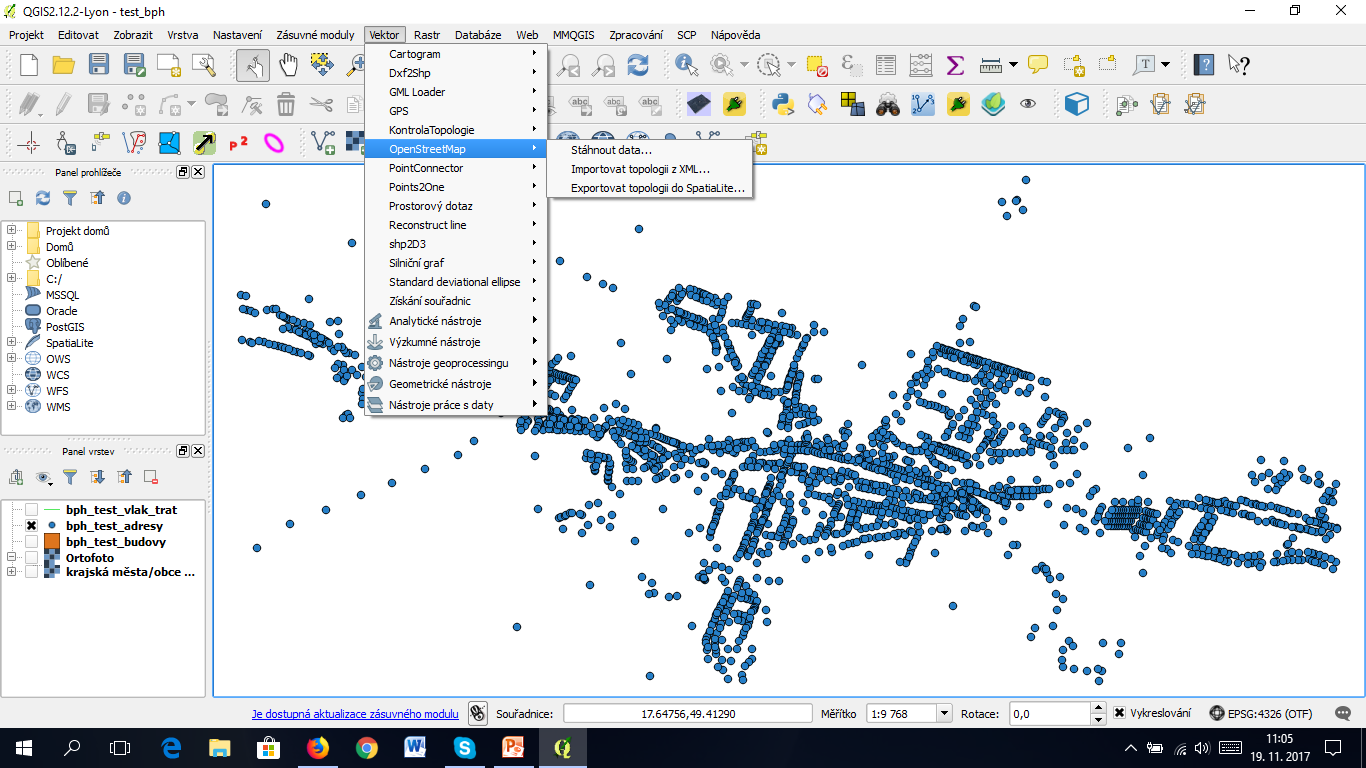 QGIS2.12.2-Lyon - test_bph
Projekt Editovat Zobrazit Vrstva Nastavení Zásuvné moduly Vektor Rastr Databáze Web MMQGIS Zpracování SCP Nápověda
Cartogram
Dxf2Shp
GML Loader
GPS
KontrolaTopologie
OpenStreetMap
PointConnector
Points2One
Prostorový dotaz
Reconstruct line
shp2D3
Silniční graf
Standard deviational ellipse
Získání souřadnic
Analytické nástroje
Výzkumné nástroje
Nástroje geoprocessingu
Geometrické nástroje
Nástroje práce s daty
Stáhnout data...
Importovat topologii z XML...
Exportovat topologii do SpatiaLite...
Panel prohlížeče
Projekt domů
Domů
Oblíbené
C:/
MSSQL
Oracle
PostGIS
SpatiaLite
OWS
WCS
WFS
WMS
Panel vrstev
bph_test_vlak_trat
bph_test_adresy
bph_test_budovy
Ortofoto
krajská města/obce ...
Je dostupná aktualizace zásuvného modulu
Souřadnice: 17.64756,49.41290
Měřítko 1:9 768
Rotace: 0,0
Vykreslování
EPSG:4326 (OTF)
11:05
19. 11. 2017